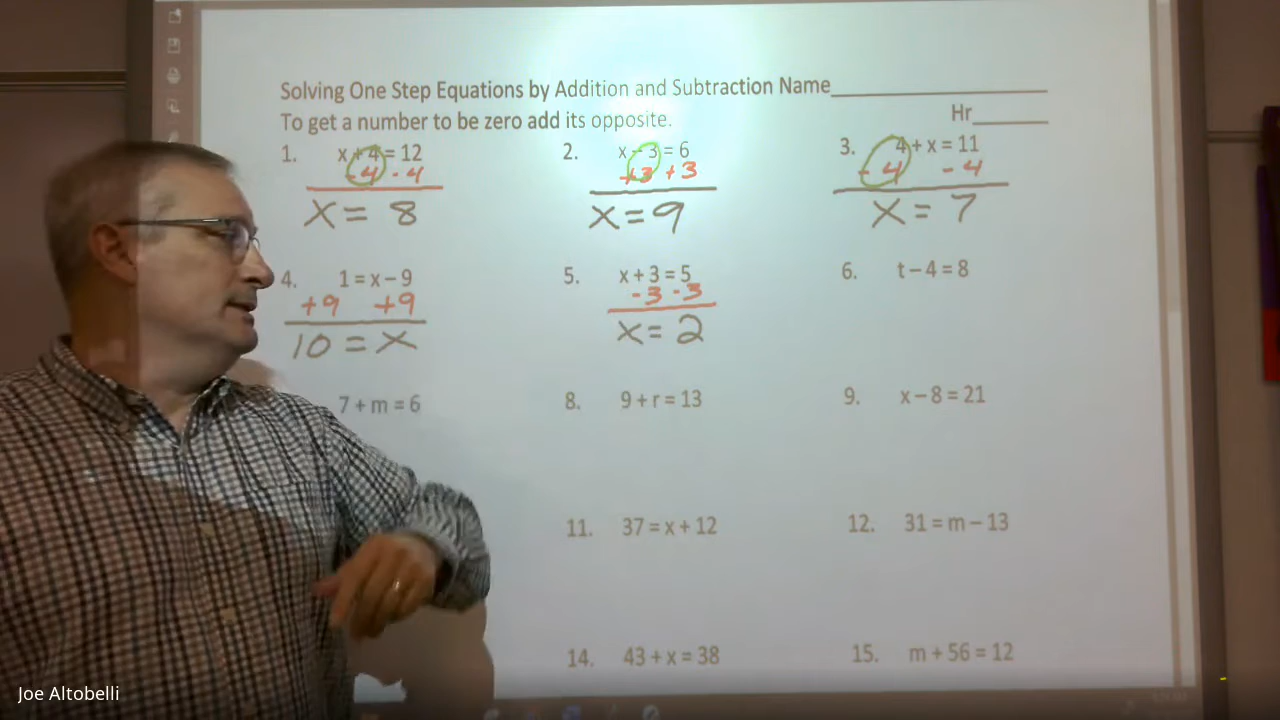 Solving One Step Equations by Addition and Subtraction Name____________________
To get a number to be zero add its opposite. Hr_______
1. x + 4 = 12 2. x – 3 = 6 3. 4 + x = 11
-4 -4 +3 +3 -4 -4
x = 8 x = 9 x = 7
4. 1 = x – 9 5. x + 3 = 5 6. t – 4 = 8
+9 +9 -3 -3
10 = x x = 2
7 + m = 6 8. 9 + r = 13 9. x – 8 = 21
11. 37 = x + 12 12. 31 = m – 13
14. 43 + x = 38 15. m + 56 = 12
Joe Altobelli